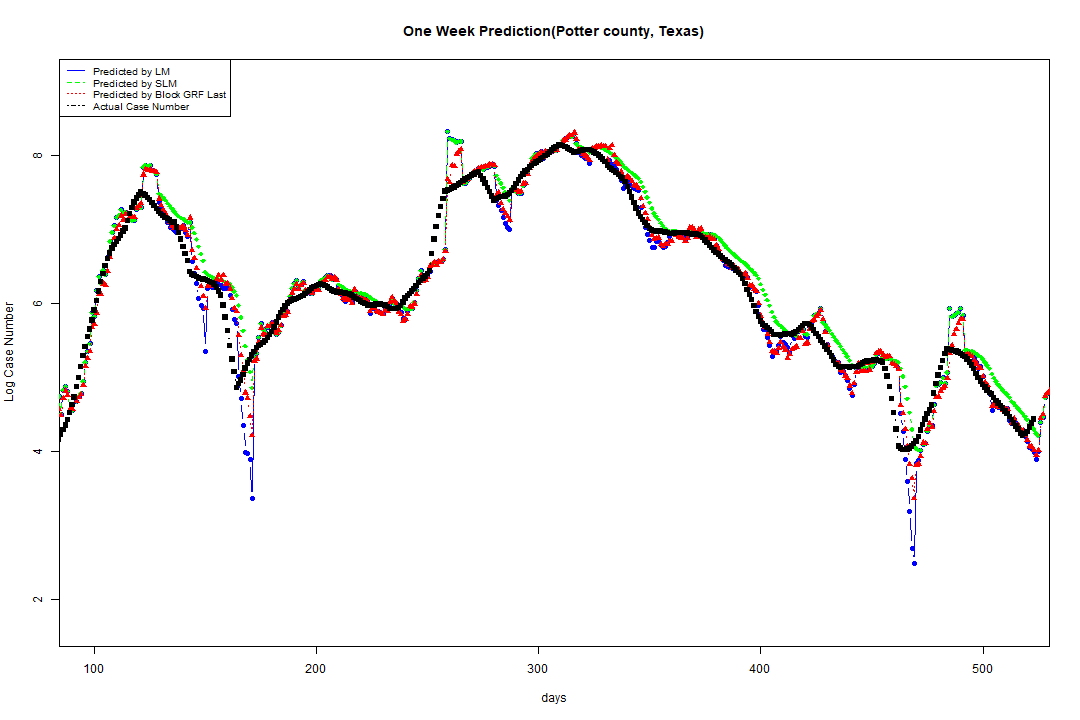 One Week Prediction(Potter county, Texas)
Predicted by LM
Predicted by SLM
Predicted by Block GRF Last
Actual Case Number
8
6
4
2
Log Case Number
100 200 300 400 500
days